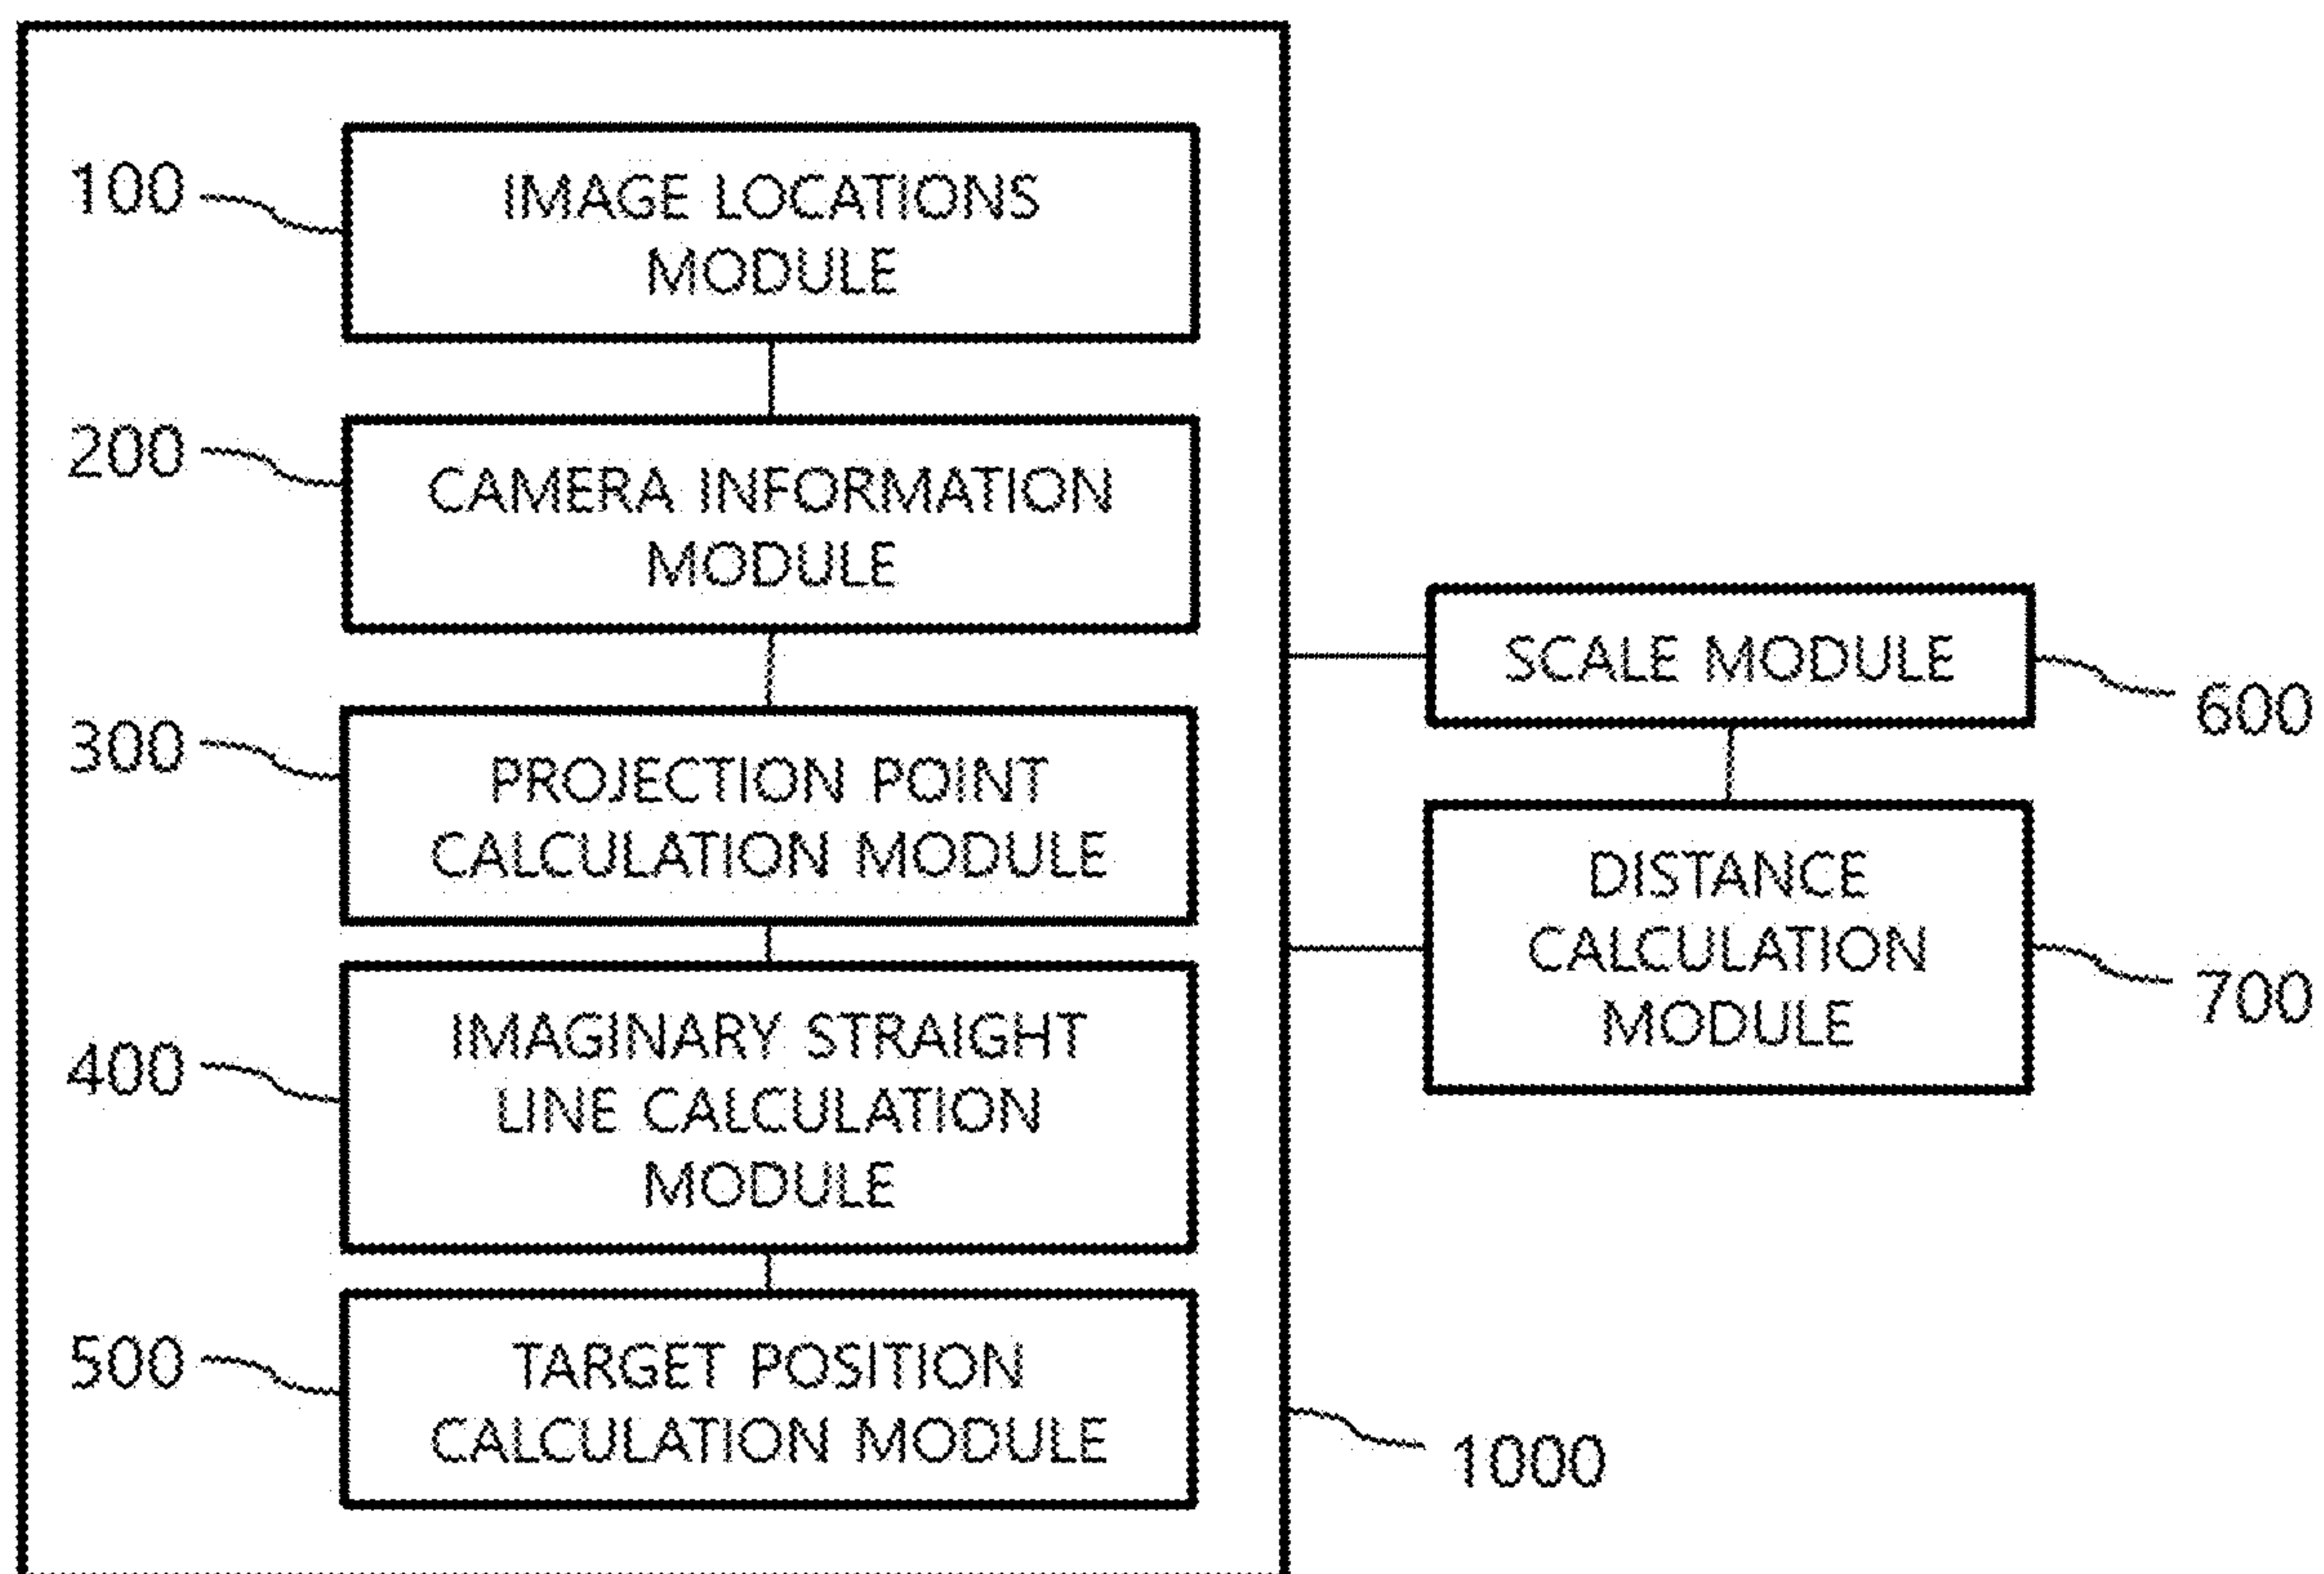 100
IMAGE LOCATIONS
MODULE
200
CAMERA INFORMATION
MODULE
300
PROJECTION POINT
CALCULATION MODULE
400
IMAGINARY STRAIGHT
LINE CALCULATION
MODULE
500
TARGET POSITION
CALCULATION MODULE
1000
SCALE MODULE
600
DISTANCE
CALCULATION
MODULE
700